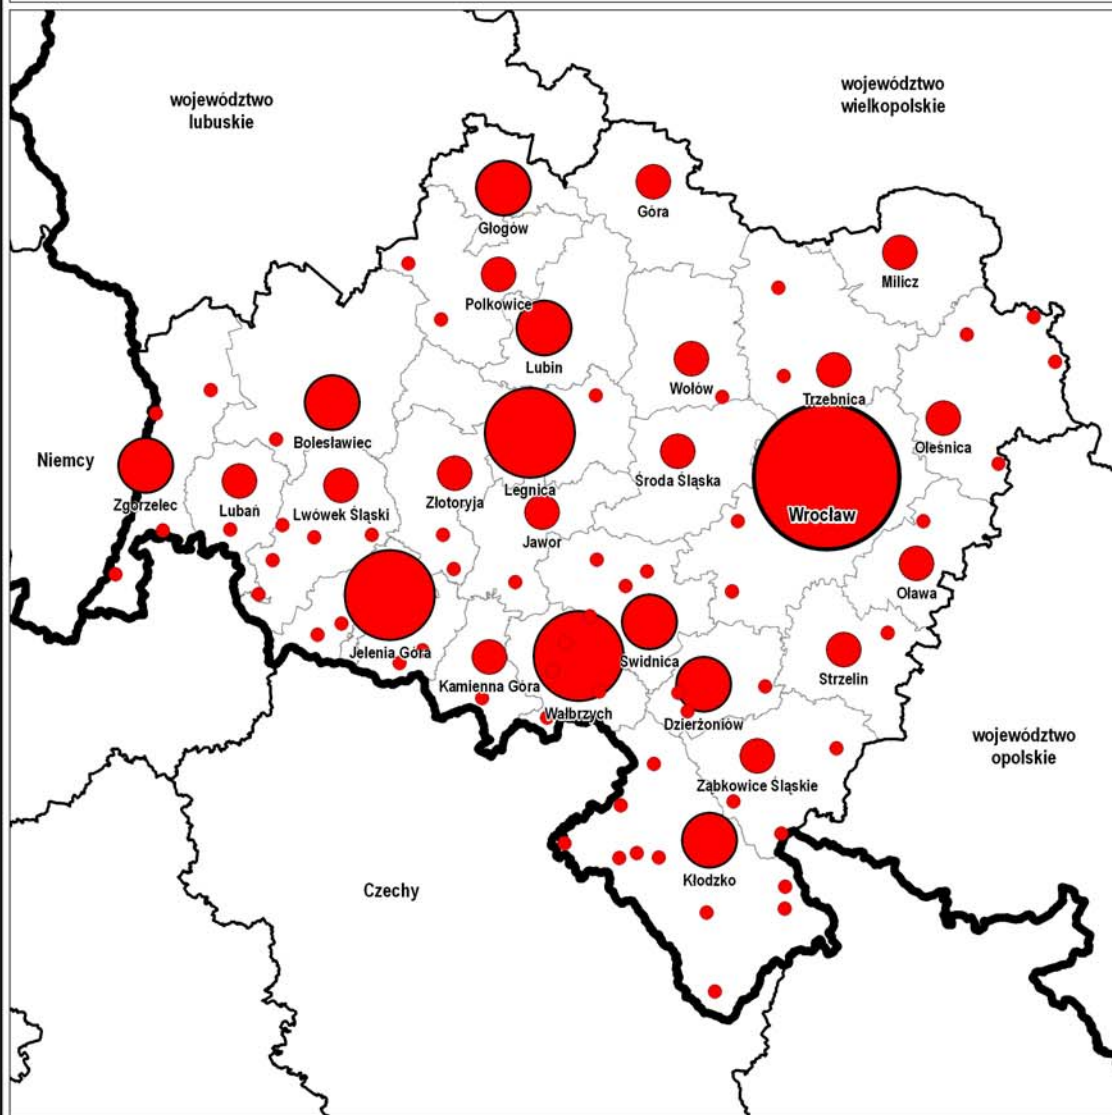 województwo
lubuskie
województwo
wielkopolskie
Głogów
Góra
Milicz
Polkowice
Lubin
Wołów
Trzebnica
Bolesławiec
Oleśnica
Niemcy
Legnica
Środa Śląska
Zgorzelec
Lubań
Lwówek Śląski
Złotoryja
Wrocław
Jawor
Oława
Jelenia Góra
Świdnica
Kamienna Góra
Strzelin
Wałbrzych
Dzierżoniów
województwo
opolskie
Ząbkowice Śląskie
Kłodzko
Czechy